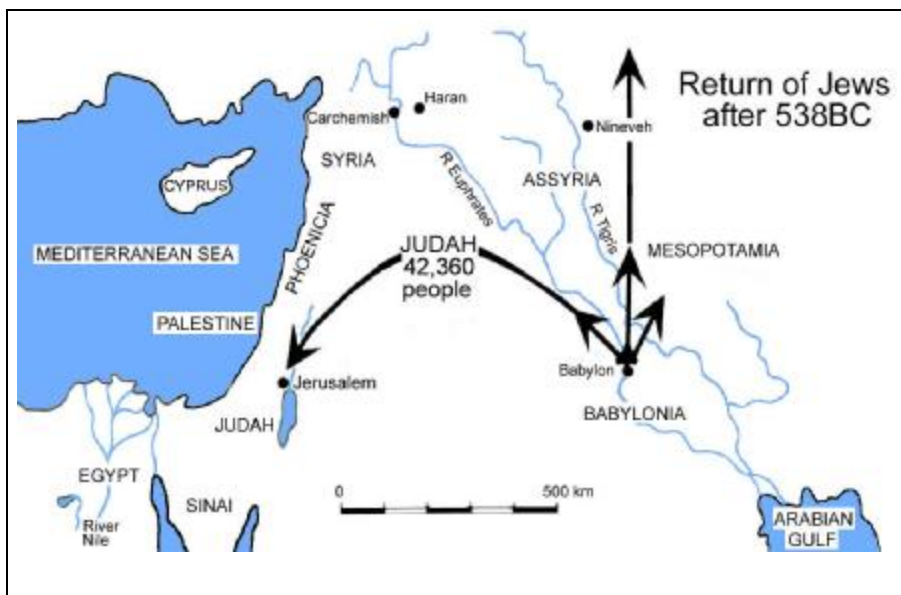 Return of Jews
after 538BC
Haran
Carchemish
Nineveh
SYRIA
R Euphrates
ASSYRIA
CYPRUS
R Tigris
MEDITERRANEAN SEA
PHOENICIA
JUDAH
42,360
people
MESOPOTAMIA
PALESTINE
Babylon
Jerusalem
BABYLONIA
JUDAH
EGYPT
SINAI
0 500 km
River
Nile
ARABIAN
GULF